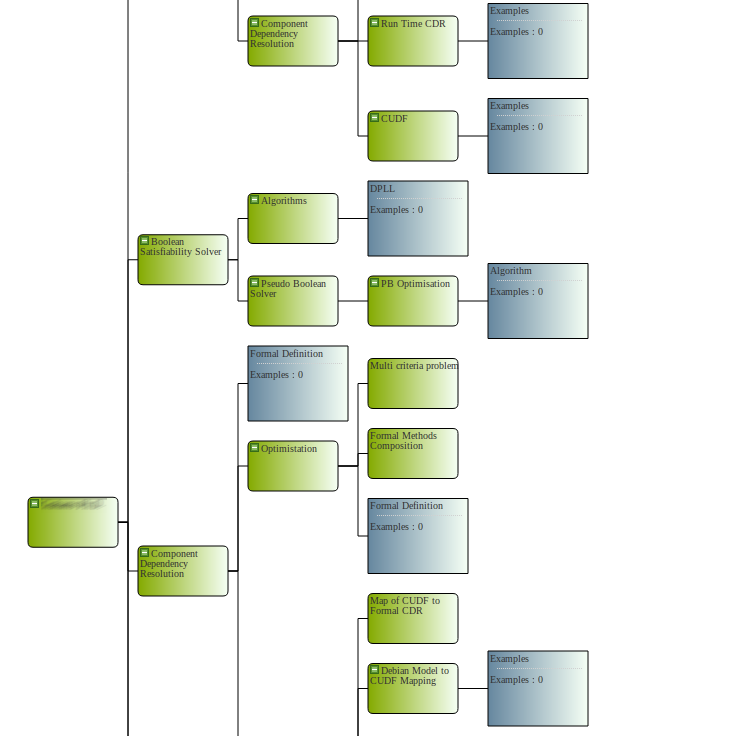 Component
Dependency
Resolution
Run Time CDR
Examples
Examples : 0
CUDF
Examples
Examples : 0
Algorithms
DPLL
Examples : 0
Boolean
Satisfiability Solver
Pseudo Boolean
Solver
PB Optimisation
Algorithm
Examples : 0
Formal Definition
Examples : 0
Multi criteria problem
Optimistation
Formal Methods
Composition
Formal Definition
Examples : 0
Component
Dependency
Resolution
Map of CUDF to
Formal CDR
Debian Model to
CUDF Mapping
Examples
Examples : 0